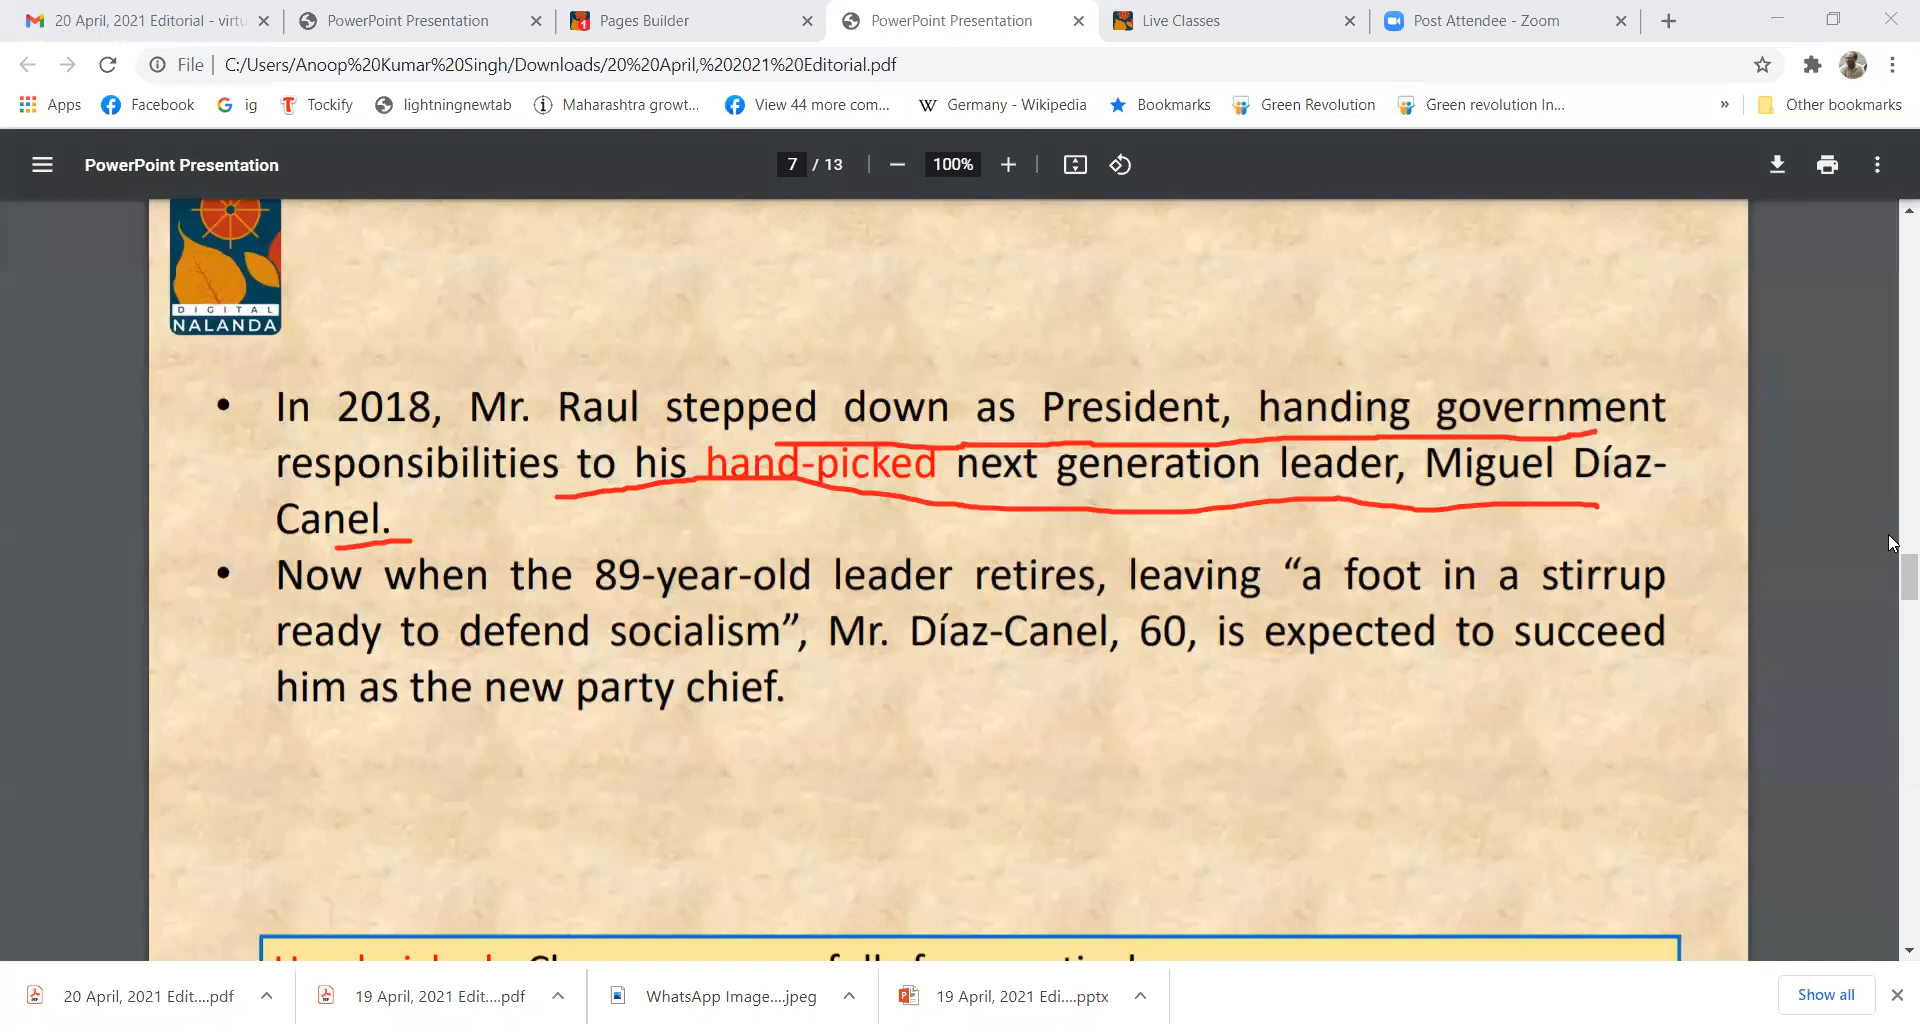 20 April, 2021 Editorial - virtu
PowerPoint Presentation
Pages Builder
PowerPoint Presentation
Live Classes
Post Attendee - Zoom
File
C:/Users/Anoop%20Kumar%20Singh/Downloads/20%20April,%202021%20Editorial.pdf
Apps
Facebook
ig
Tockify
lightningnewtab
Maharashtra growt...
View 44 more com...
Germany - Wikipedia
Bookmarks
Green Revolution
Green revolution In...
»
Other bookmarks
PowerPoint Presentation
7 / 13
100%
DIGITAL
NALANDA
• In 2018, Mr. Raul stepped down as President, handing government
responsibilities to his hand-picked next generation leader, Miguel Díaz-
Canel.
• Now when the 89-year-old leader retires, leaving “a foot in a stirrup
ready to defend socialism”, Mr. Díaz-Canel, 60, is expected to succeed
him as the new party chief.
20 April, 2021 Edit....pdf
19 April, 2021 Edit....pdf
WhatsApp Image....jpeg
19 April, 2021 Edi....pptx
Show all